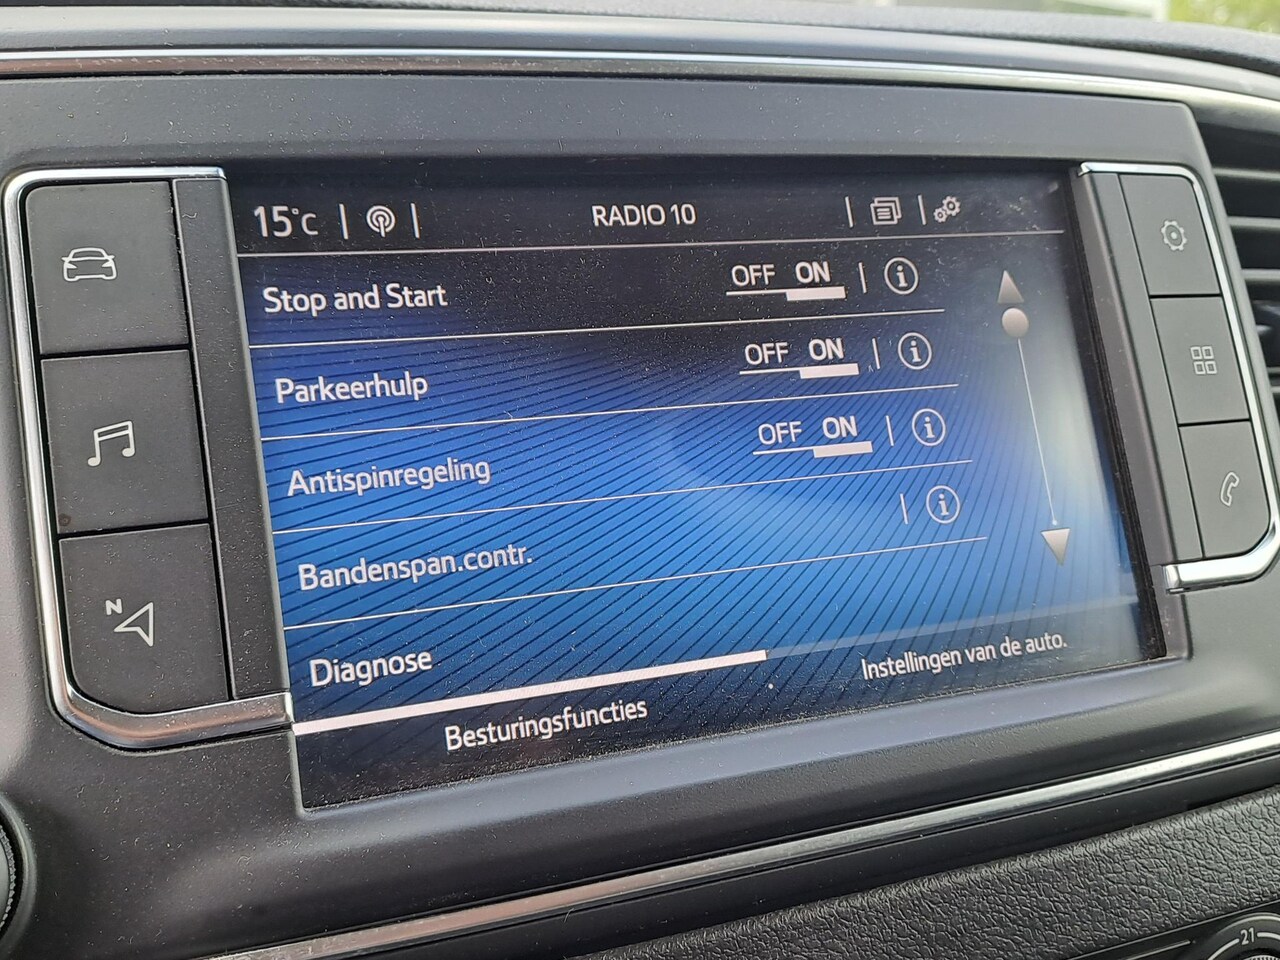 15°C RADIO 10
Stop and Start OFF ON
Parkeerhulp OFF ON
Antispinregeling OFF ON
Bandenspan.contr.
Diagnose
Besturingsfuncties Instellingen van de auto.
N
21